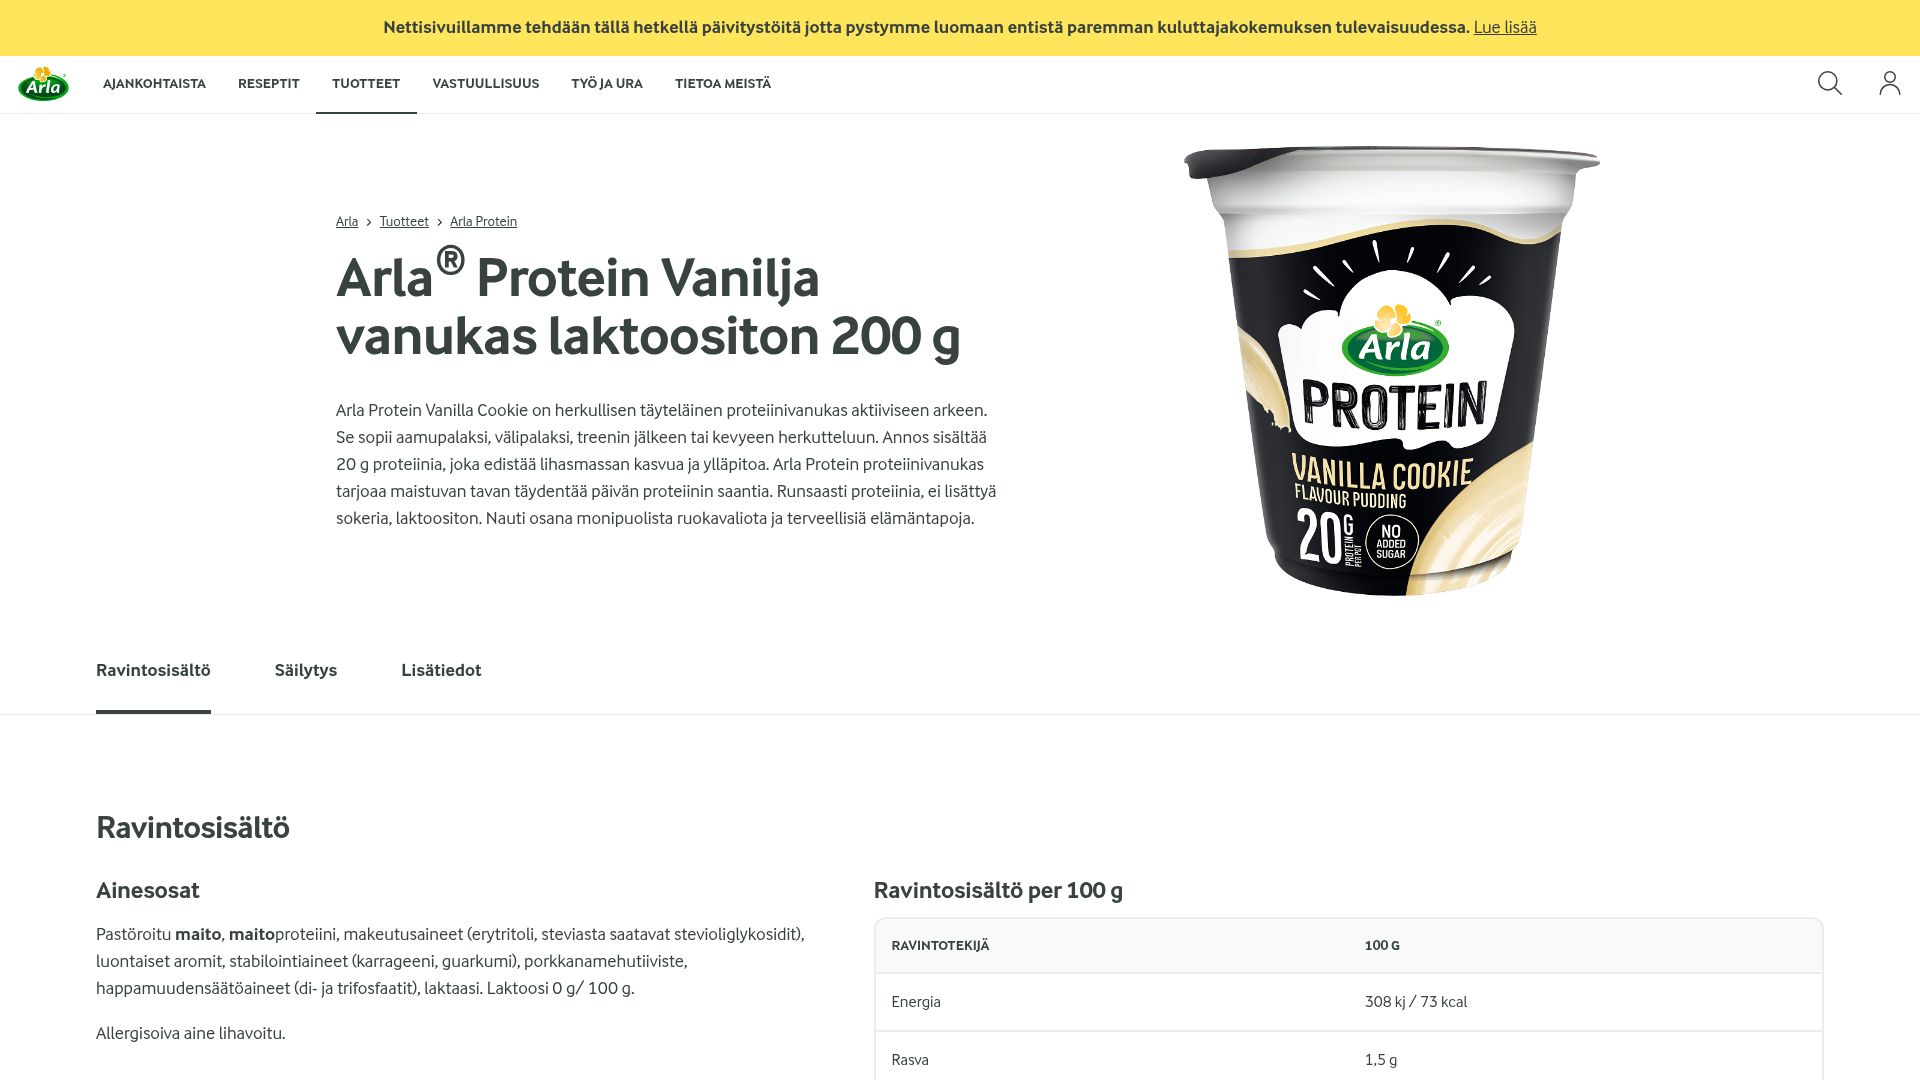 Nettisivuillamme tehdään tällä hetkellä päivitystöitä jotta pystymme luomaan entistä paremman kuluttajakokemuksen tulevaisuudessa. Lue lisää
Arla AJANKOHTAISTA RESEPTIT TUOTTEET VASTUULLISUUS TYÖ JA URA TIETOA MEISTÄ
Arla > Tuotteet > Arla Protein
Arla® Protein Vanilja
vanukas laktoositon 200 g
Arla Protein Vanilla Cookie on herkullisen täyteläinen proteiinivanukas aktiiviseen arkeen.
Se sopii aamupalaksi, välipalaksi, treenin jälkeen tai kevyeen herkutteluun. Annos sisältää
20 g proteiinia, joka edistää lihasmassan kasvua ja ylläpitoa. Arla Protein proteiinivanukas
tarjoaa maistuvan tavan täydentää päivän proteiinin saantia. Runsaasti proteiinia, ei lisättyä
sokeria, laktoositon. Nauti osana monipuolista ruokavaliota ja terveellisiä elämäntapoja.
Arla®
PROTEIN
VANILLA COOKIE
FLAVOUR PUDDING
20G
PROTEIN
PER POT
NO
ADDED
SUGAR
Ravintosisältö Säilytys Lisätiedot
Ravintosisältö
Ainesosat
Pastöroitu maito, maitoproteiini, makeutusaineet (erytritoli, steviasta saatavat stevioliglykosidit),
luontaiset aromit, stabilointiaineet (karrageeni, guarkumi), porkkanamehutiiviste,
happamuudensäätöaineet (di- ja trifosfaatit), laktaasi. Laktoosi 0 g/ 100 g.
Allergisoiva aine lihavoitu.
Ravintosisältö per 100 g
RAVINTOTEKIJÄ 100 G
Energia 308 kj / 73 kcal
Rasva 1,5 g